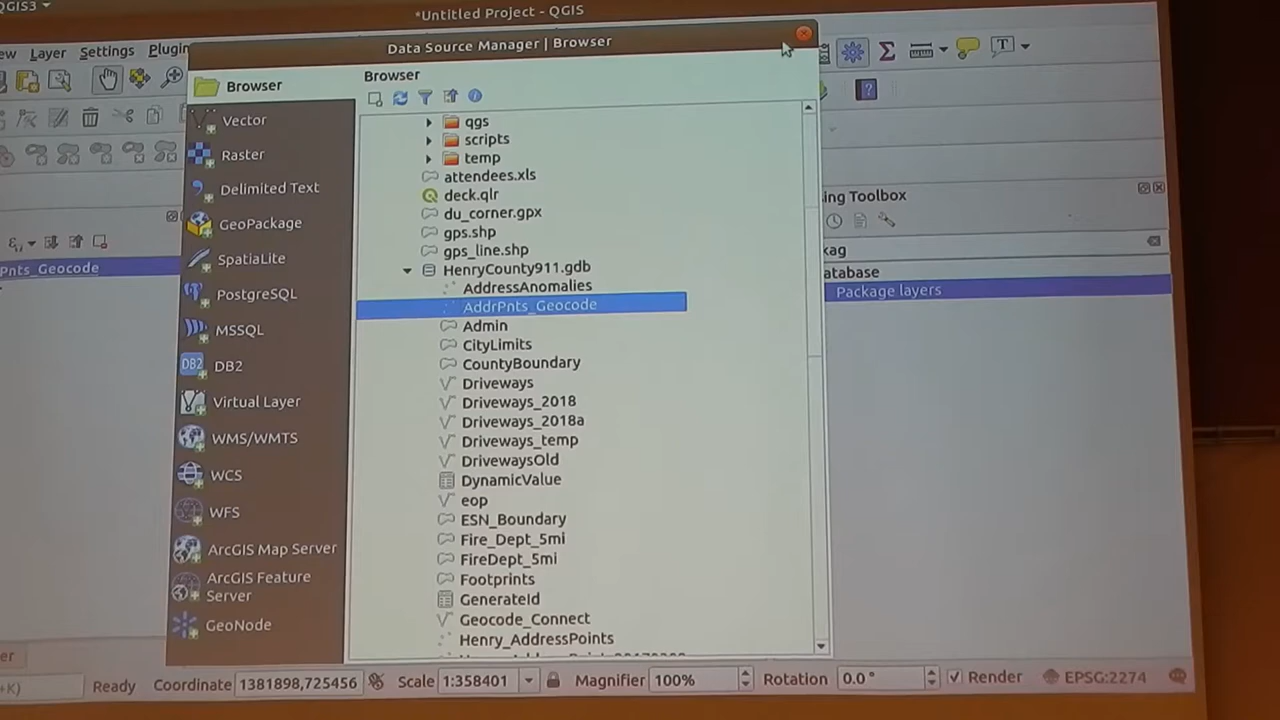 QGIS3
*Untitled Project - QGIS
Layer
Settings
Data Source Manager | Browser
Browser
Browser
Vector
Raster
Delimited Text
GeoPackage
SpatiaLite
PostgreSQL
MSSQL
DB2
DB2
Virtual Layer
WMS/WMTS
WCS
WFS
ArcGIS Map Server
ArcGIS Feature
Server
GeoNode
qgs
scripts
temp
attendees.xls
deck.qlr
du_corner.gpx
gps.shp
gps_line.shp
HenryCounty911.gdb
AddressAnomalies
AddrPnts_Geocode
Admin
CityLimits
CountyBoundary
Driveways
Driveways_2018
Driveways_2018a
Driveways_temp
DrivewaysOld
DynamicValue
eop
ESN_Boundary
Fire_Dept_5mi
FireDept_5mi
Footprints
GenerateId
Geocode_Connect
Henry_AddressPoints
Pnts_Geocode
Toolbox
Package layers
Ready
Coordinate 1381898,725456
Scale 1:358401
Magnifier 100%
Rotation 0.0 °
Render
EPSG:2274